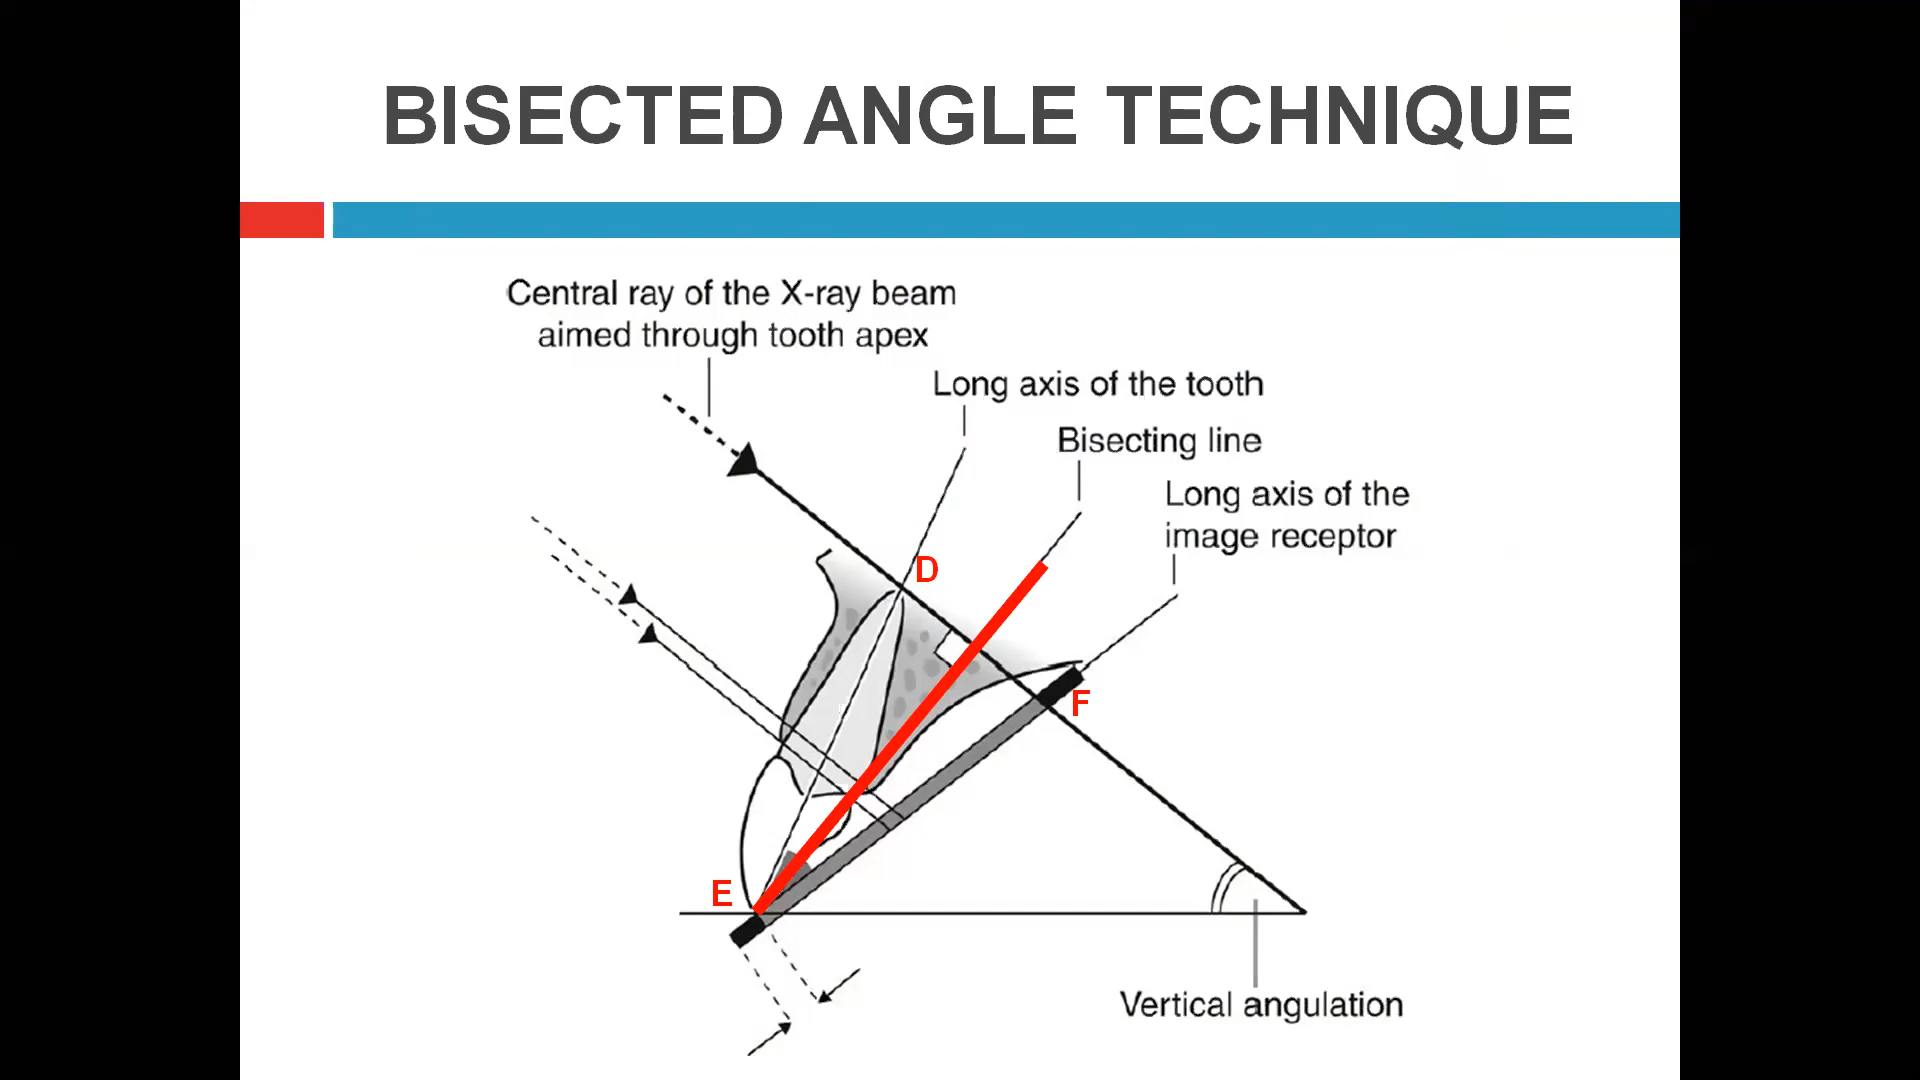 BISECTED ANGLE TECHNIQUE
Central ray of the X-ray beam
aimed through tooth apex
Long axis of the tooth
Bisecting line
Long axis of the
image receptor
D
F
E
Vertical angulation